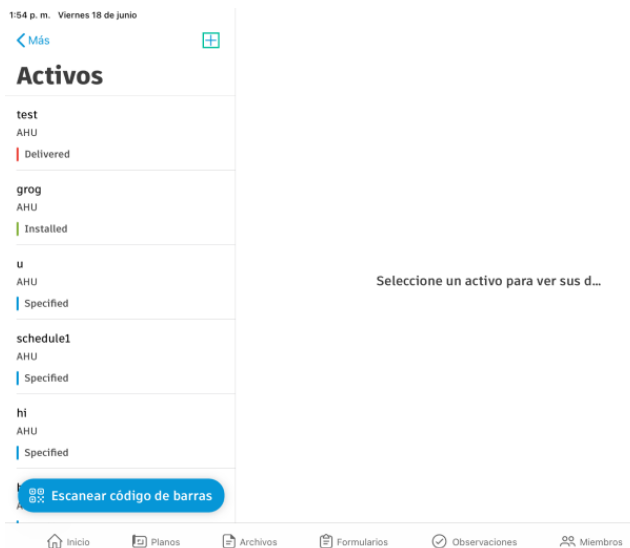 1:54 p. m. Viernes 18 de junio
Más
Activos
test
AHU
Delivered
grog
AHU
Installed
u
AHU
Specified
schedule1
AHU
Specified
hi
AHU
Specified
Escanear código de barras
Seleccione un activo para ver sus d...
Inicio
Planos
Archivos
Formularios
Observaciones
Miembros